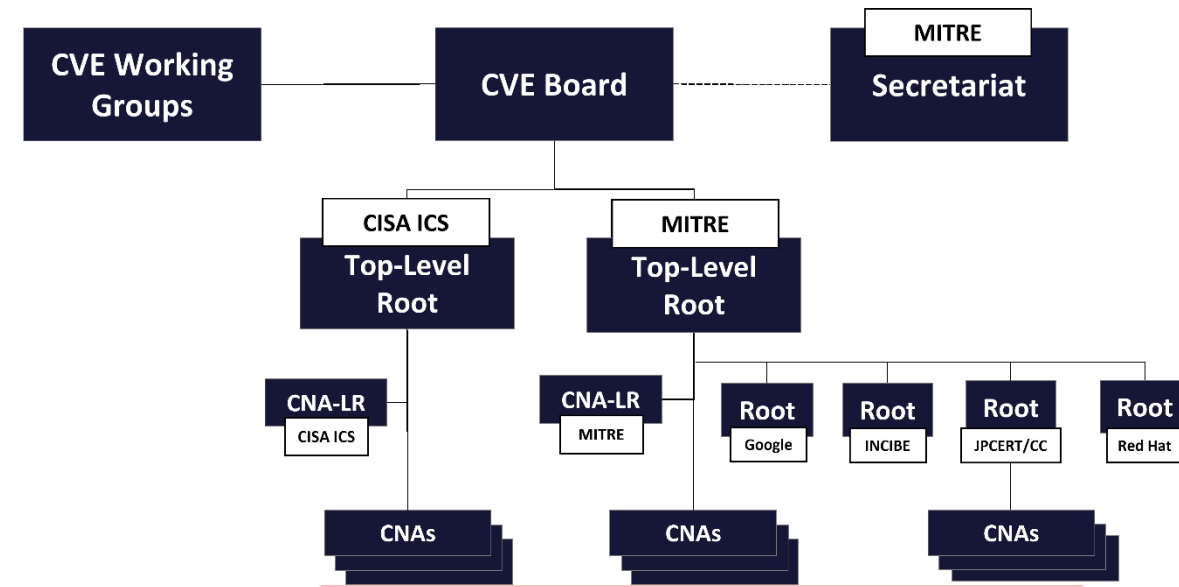 MITRE
CVE Working
Groups
CVE Board
Secretariat
CISA ICS
MITRE
Top-Level
Root
Top-Level
Root
CNA-LR
CISA ICS
CNA-LR
MITRE
Root
Google
Root
INCIBE
Root
JPCERT/CC
Root
Red Hat
CNAs
CNAs
CNAs